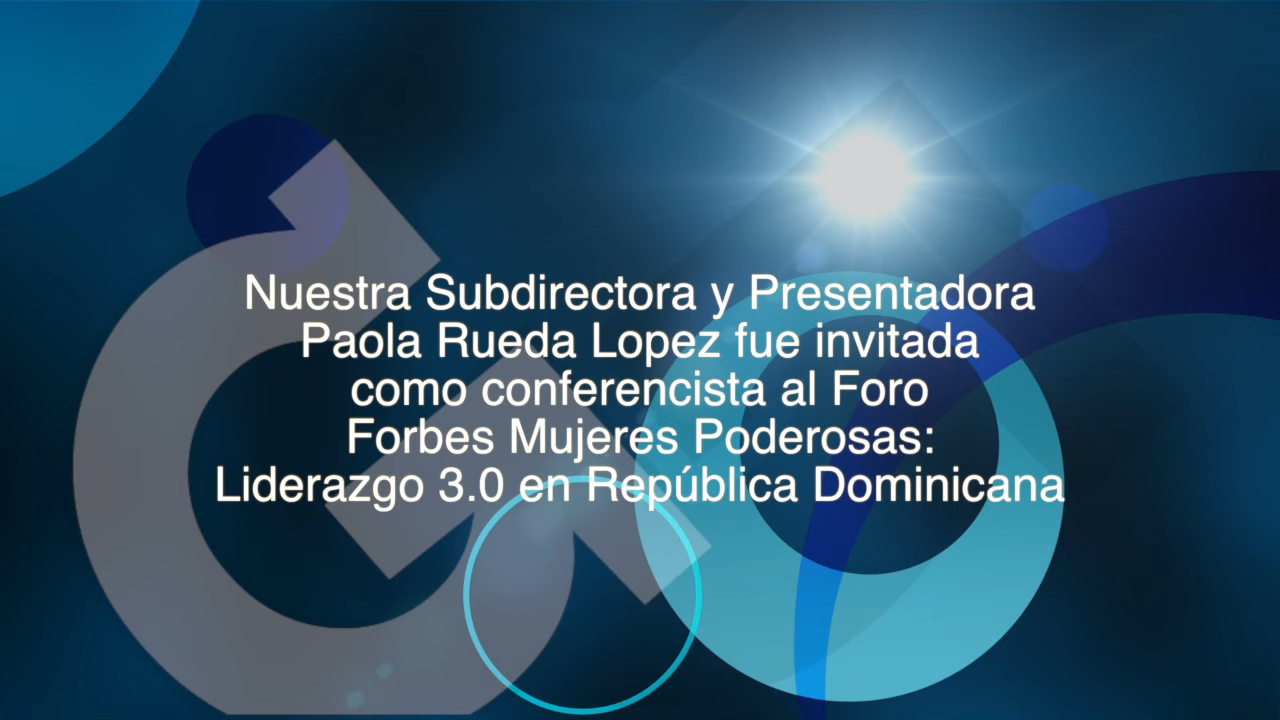 Nuestra Subdirectora y Presentadora
Paola Rueda Lopez fue invitada
como conferencista al Foro
Forbes Mujeres Poderosas:
Liderazgo 3.0 en República Dominicana